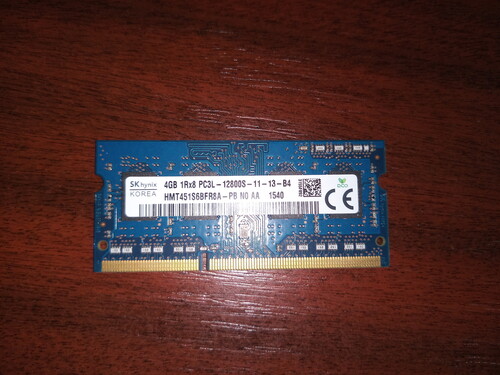 SK hynix 4GB 1Rx8 PC3L-12800S-11-13-B4
KOREA HMT451S6BFR8A-PB N0 AA 1540
CE